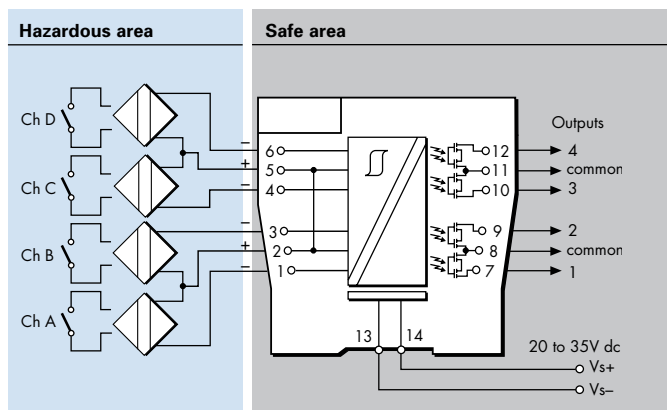 Hazardous area
Safe area
Ch D
Ch C
Ch B
Ch A
−
6
+
5
−
4
−
3
+
2
−
1
Outputs
12
4
11
common
10
3
9
2
8
common
7
1
13
14
20 to 35V dc
Vs+
Vs–